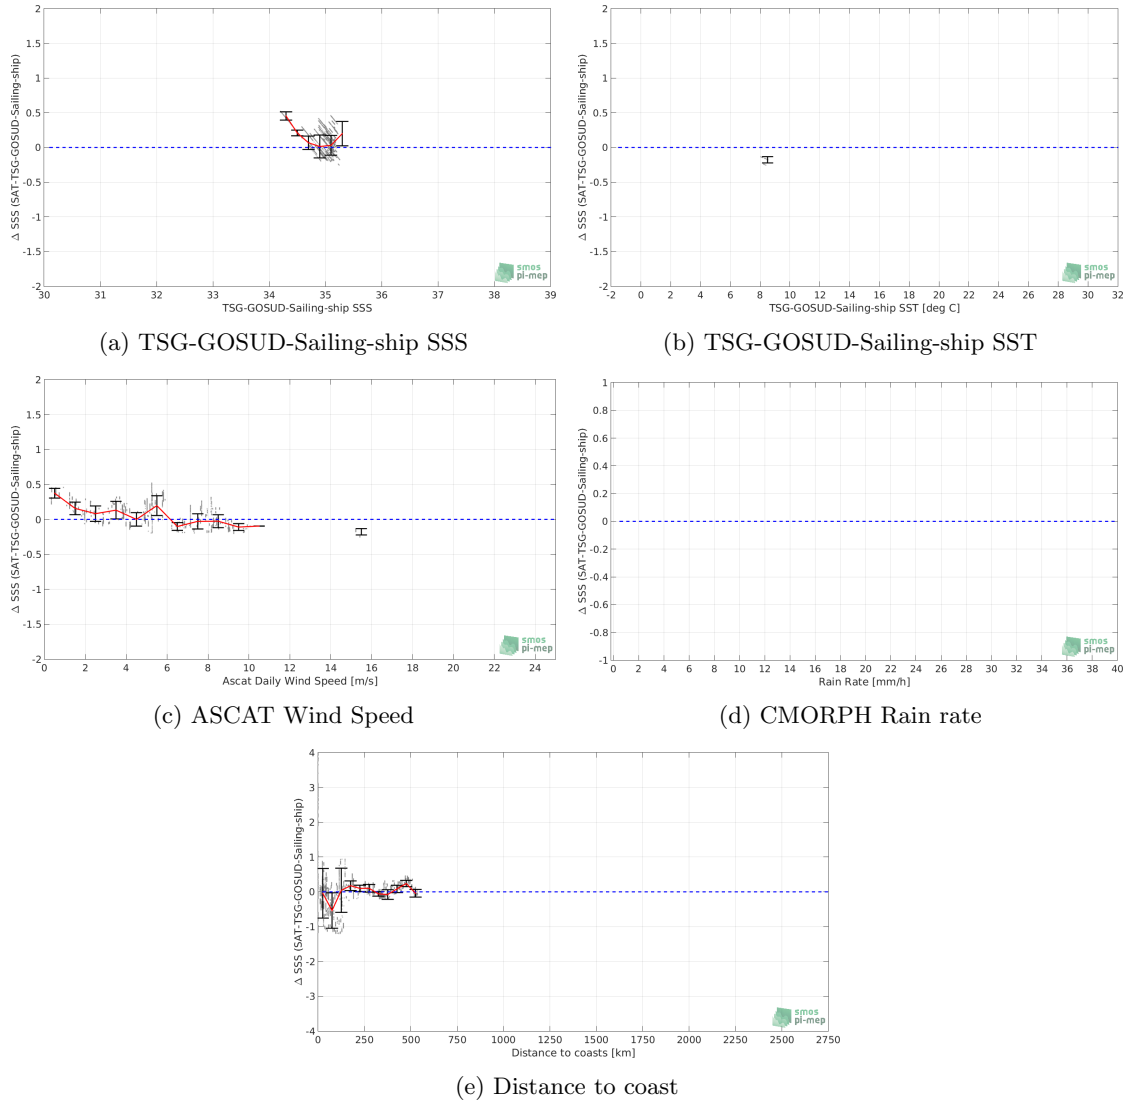 2
1.5
1
0.5
0
-0.5
-1
-1.5
-2
Δ SSS (SAT-TSG-GOSUD-Sailing-ship)
30 31 32 33 34 35 36 37 38 39
TSG-GOSUD-Sailing-ship SSS
smos
pi-mep
(a) TSG-GOSUD-Sailing-ship SSS
2
1.5
1
0.5
0
-0.5
-1
-1.5
-2
Δ SSS (SAT-TSG-GOSUD-Sailing-ship)
-2 0 2 4 6 8 10 12 14 16 18 20 22 24 26 28 30 32
TSG-GOSUD-Sailing-ship SST [deg C]
smos
pi-mep
(b) TSG-GOSUD-Sailing-ship SST
2
1.5
1
0.5
0
-0.5
-1
-1.5
-2
Δ SSS (SAT-TSG-GOSUD-Sailing-ship)
0 2 4 6 8 10 12 14 16 18 20 22 24
Ascat Daily Wind Speed [m/s]
smos
pi-mep
(c) ASCAT Wind Speed
1
0.8
0.6
0.4
0.2
0
-0.2
-0.4
-0.6
-0.8
-1
Δ SSS (SAT-TSG-GOSUD-Sailing-ship)
0 2 4 6 8 10 12 14 16 18 20 22 24 26 28 30 32 34 36 38 40
Rain Rate [mm/h]
smos
pi-mep
(d) CMORPH Rain rate
4
3
2
1
0
-1
-2
-3
-4
Δ SSS (SAT-TSG-GOSUD-Sailing-ship)
0 250 500 750 1000 1250 1500 1750 2000 2250 2500 2750
Distance to coasts [km]
smos
pi-mep
(e) Distance to coast